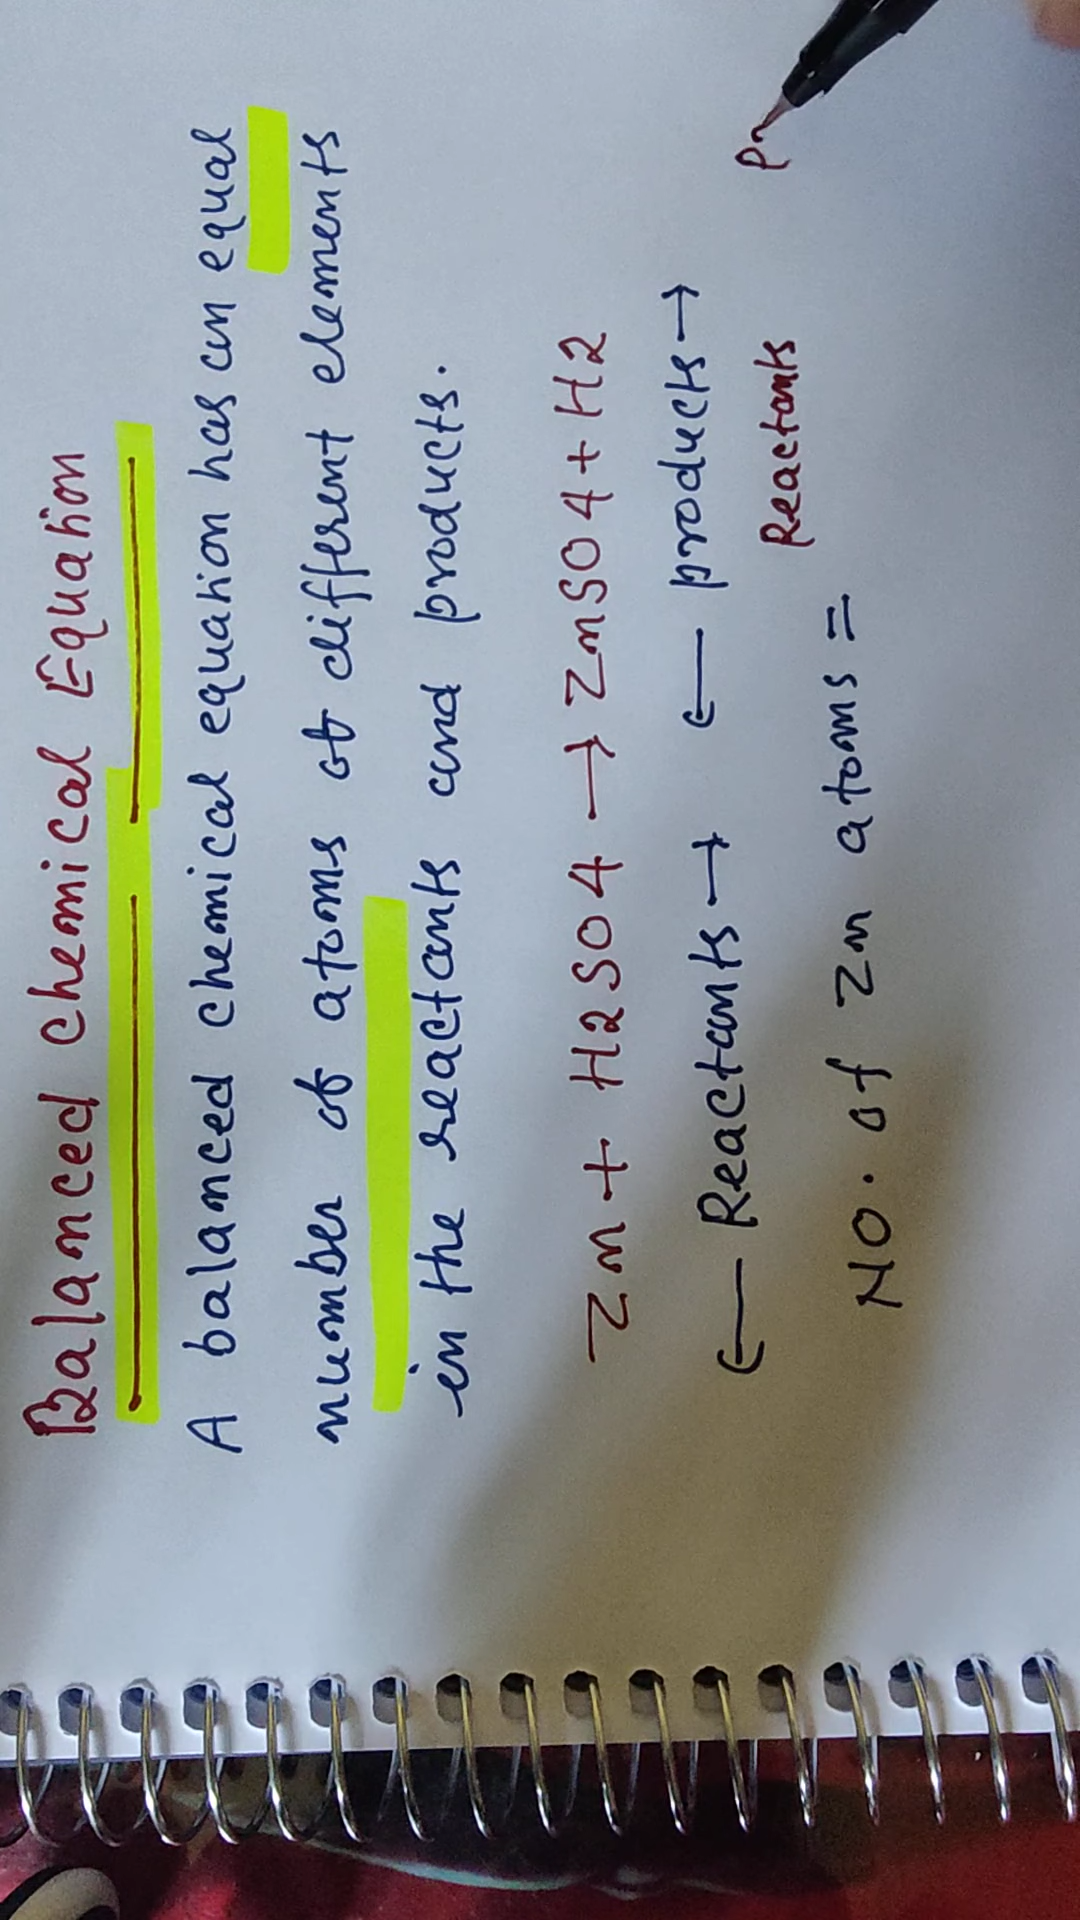 Balanced chemical Equation
A balanced chemical equation has an equal
number of atoms of different elements
in the reactants and products.
Zn + H2SO4 → ZnSO4 + H2
← Reactants → ← products →
Reactants Pr
NO. of Zn atoms =